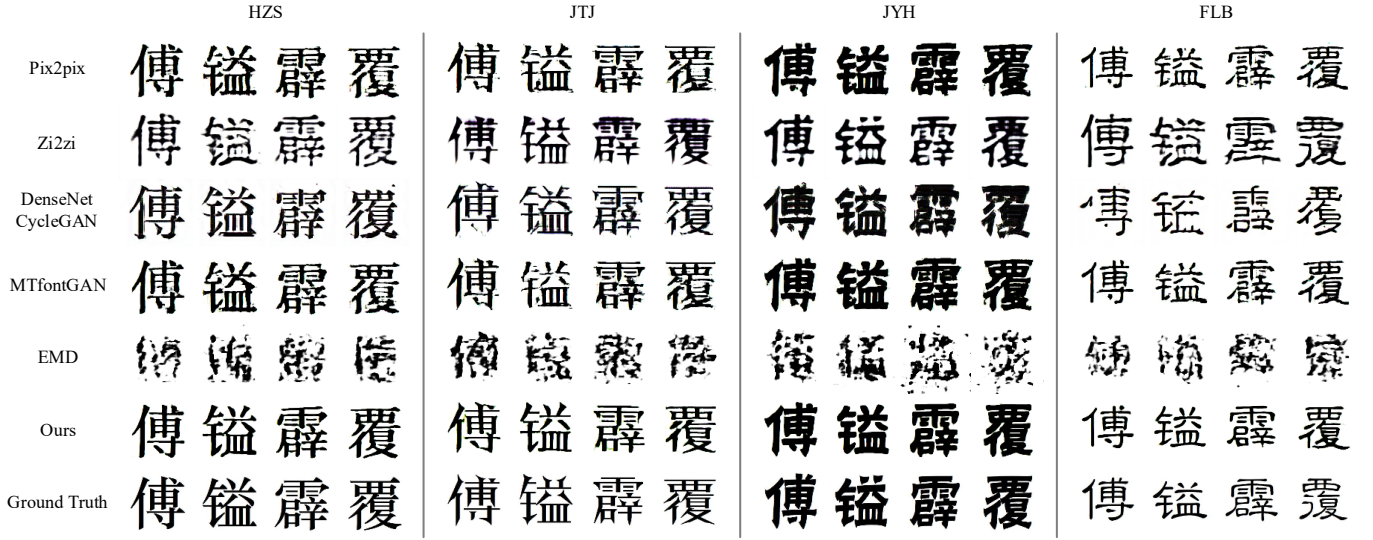 HZS JTJ JYH FLB
Pix2pix 傅 镒 霹 覆 傅 镒 霹 覆 傅 镒 霹 覆 傅 镒 霹 覆
Zi2zi 傅 镒 霹 覆 傅 镒 霹 覆 傅 镒 霹 覆 傅 镒 霹 覆
DenseNet
CycleGAN 傅 镒 霹 覆 傅 镒 霹 覆 傅 镒 霹 覆
MTfontGAN 傅 镒 霹 覆 傅 镒 霹 覆 傅 镒 霹 覆 傅 镒 霹 覆
EMD
Ours 傅 镒 霹 覆 傅 镒 霹 覆 傅 镒 霹 覆 傅 镒 霹 覆
Ground Truth 傅 镒 霹 覆 傅 镒 霹 覆 傅 镒 霹 覆 傅 镒 霹 覆